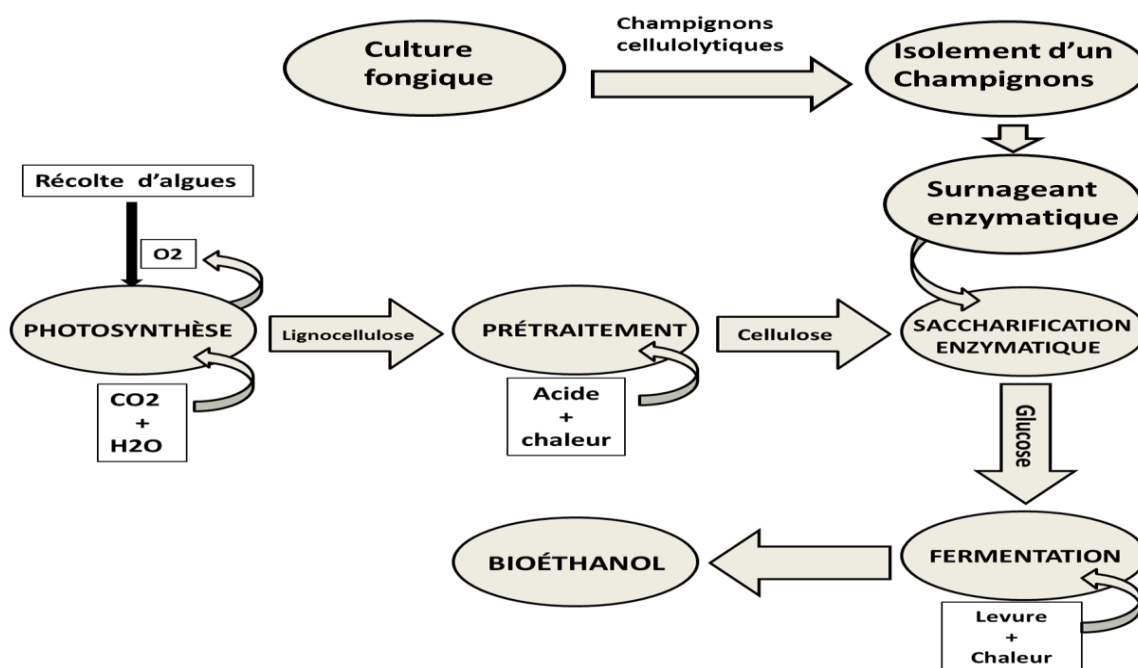 Culture
fongique
Champignons
cellulolytiques
Isolement d'un
Champignons
Surnageant
enzymatique
Récolte d'algues
O2
PHOTOSYNTHÈSE
CO2
+
H2O
Lignocellulose
PRÉTRAITEMENT
Acide
+
chaleur
Cellulose
SACCHARIFICATION
ENZYMATIQUE
Glucose
FERMENTATION
Levure
+
Chaleur
BIOÉTHANOL